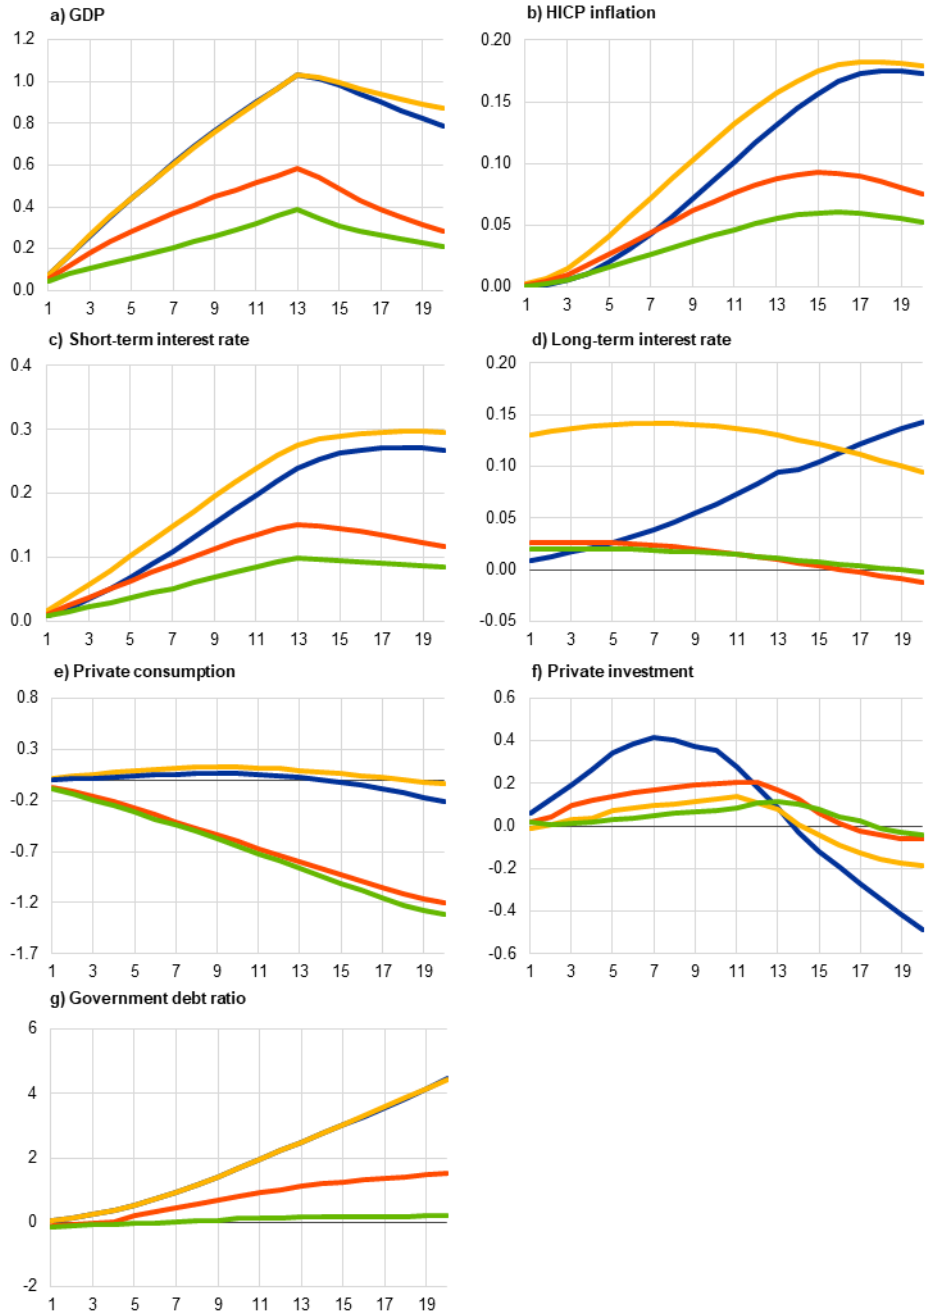 a) GDP
1.2
1.0
0.8
0.6
0.4
0.2
0.0
1 3 5 7 9 11 13 15 17 19
b) HICP inflation
0.20
0.15
0.10
0.05
0.00
1 3 5 7 9 11 13 15 17 19
c) Short-term interest rate
0.4
0.3
0.2
0.1
0.0
1 3 5 7 9 11 13 15 17 19
d) Long-term interest rate
0.20
0.15
0.10
0.05
0.00
-0.05
1 3 5 7 9 11 13 15 17 19
e) Private consumption
0.8
0.3
-0.2
-0.7
-1.2
-1.7
1 3 5 7 9 11 13 15 17 19
f) Private investment
0.6
0.4
0.2
0.0
-0.2
-0.4
-0.6
1 3 5 7 9 11 13 15 17 19
g) Government debt ratio
6
4
2
0
-2
1 3 5 7 9 11 13 15 17 19